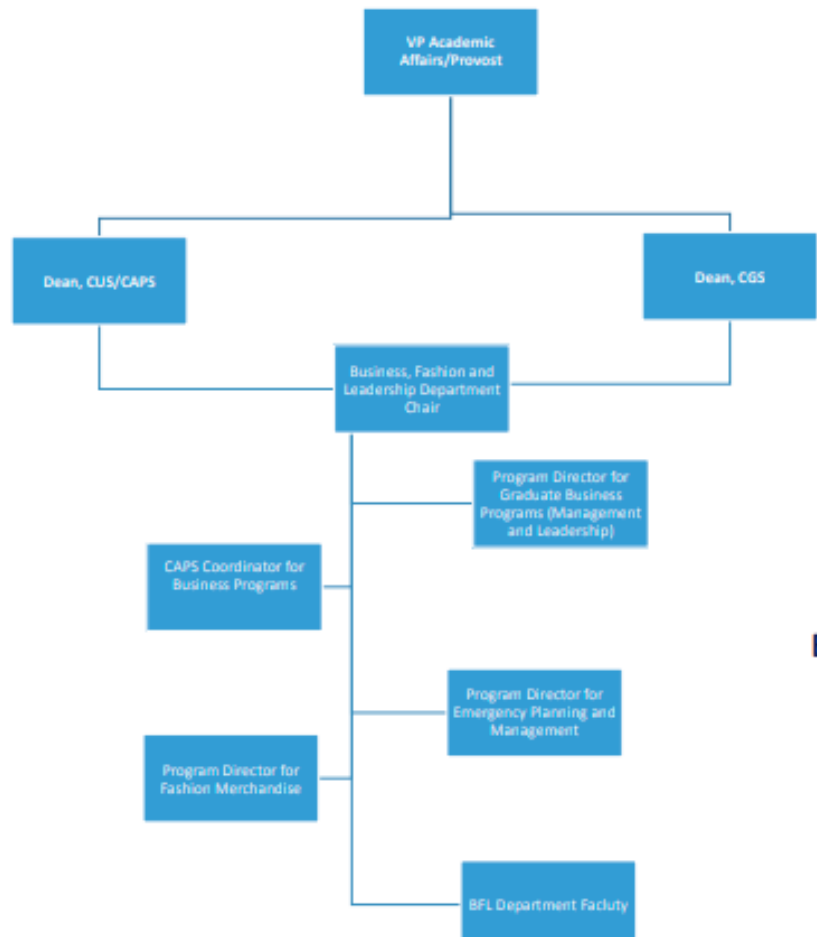 VP Academic
Affairs/Provost
Dean, CUS/CAPS
Dean, CGS
Business, Fashion and
Leadership Department
Chair
Program Director for
Graduate Business
Programs (Management
and Leadership)
CAPS Coordinator for
Business Programs
Program Director for
Emergency Planning and
Management
Program Director for
Fashion Merchandise
BFL Department Facluty